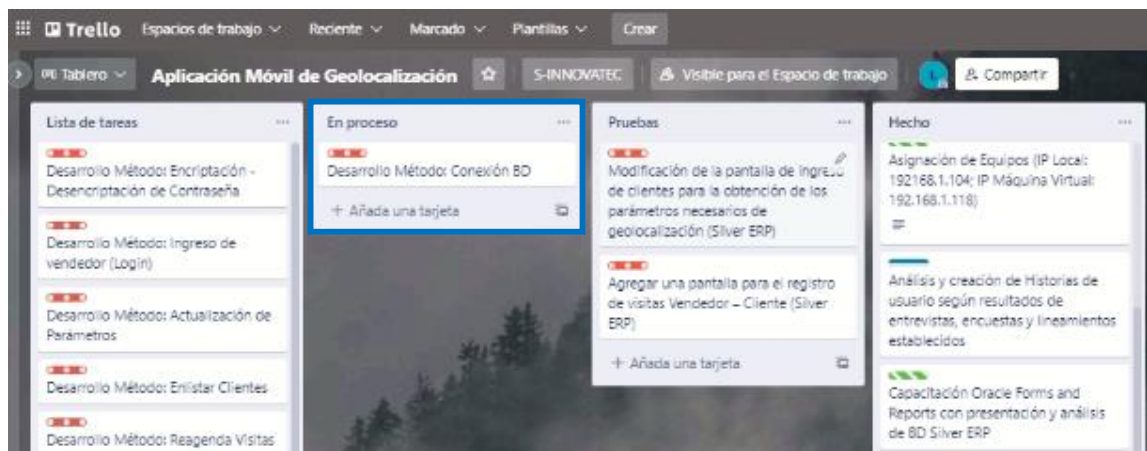 Trello Espacios de trabajo Reciente Marcado Plantillas Crear
Tablero Aplicación Móvil de Geolocalización S-INNOVATEC Visible para el Espacio de trabajo L Compartir
Lista de tareas
Desarrollo Método: Encriptación -
Desencriptación de Contraseña
Desarrollo Método: Ingreso de
vendedor (Login)
Desarrollo Método: Actualización de
Parámetros
Desarrollo Método: Enlistar Clientes
Desarrollo Método: Reagenda Visitas
En proceso
Desarrollo Método: Conexión BD
+ Añada una tarjeta
Pruebas
Modificación de la pantalla de ingreso
de clientes para la obtención de los
parámetros necesarios de
geolocalización (Silver ERP)
Agregar una pantalla para el registro
de visitas Vendedor – Cliente (Silver
ERP)
+ Añada una tarjeta
Hecho
Asignación de Equipos (IP Local:
192168.1.104; IP Máquina Virtual:
192.168.1.118)
Análisis y creación de Historias de
usuario según resultados de
entrevistas, encuestas y lineamientos
establecidos
Capacitación Oracle Forms and
Reports con presentación y análisis
de BD Silver ERP